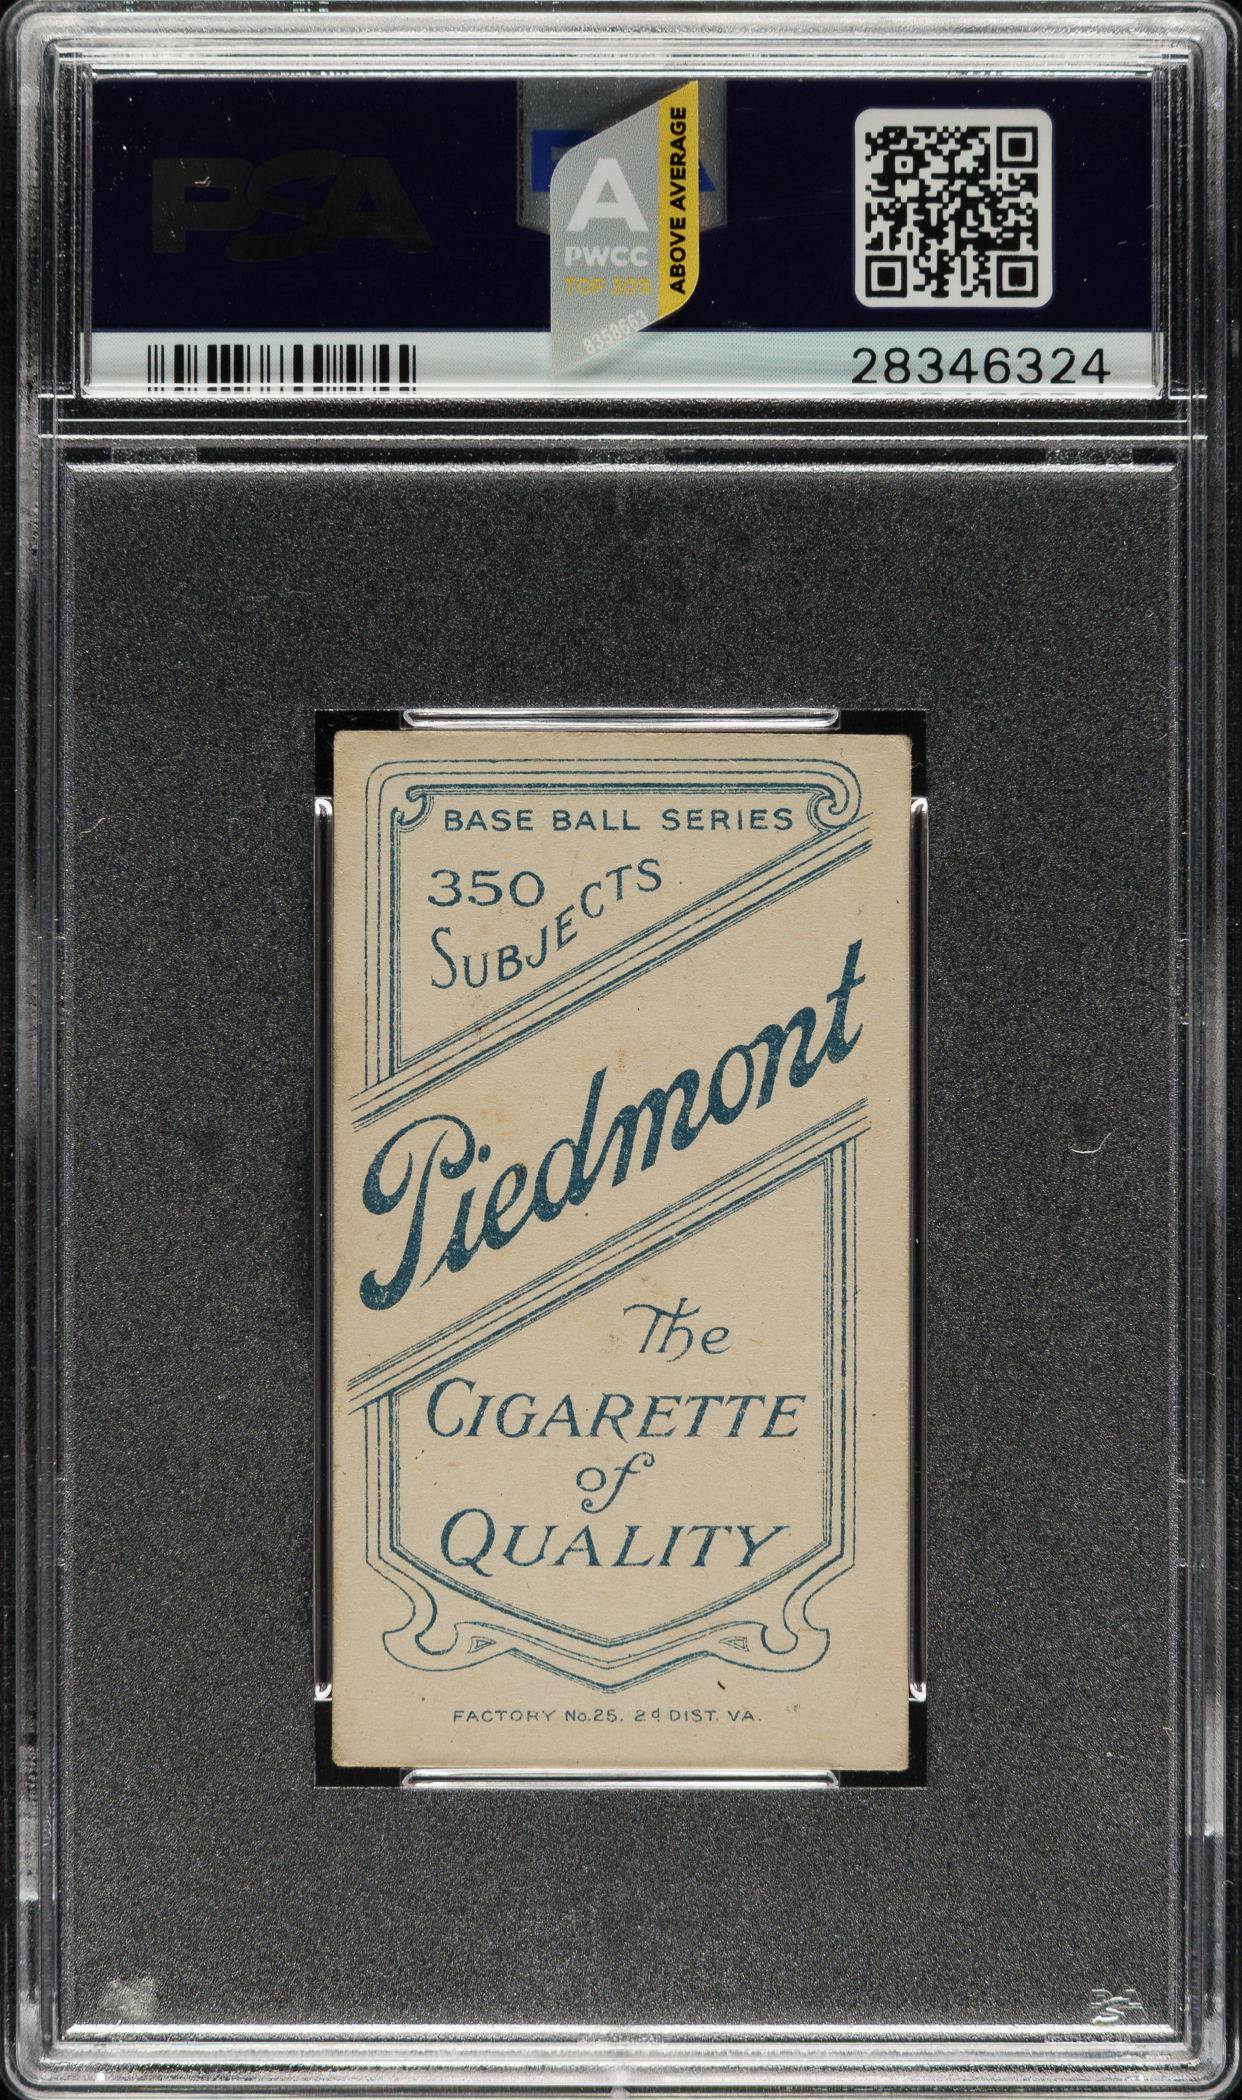 PSA
A
PWCC
TOP 30%
ABOVE AVERAGE
8358663
28346324
BASE BALL SERIES
350
SUBJECTS
Piedmont
The
CIGARETTE
of
QUALITY
FACTORY No. 25, 2d DIST. VA.